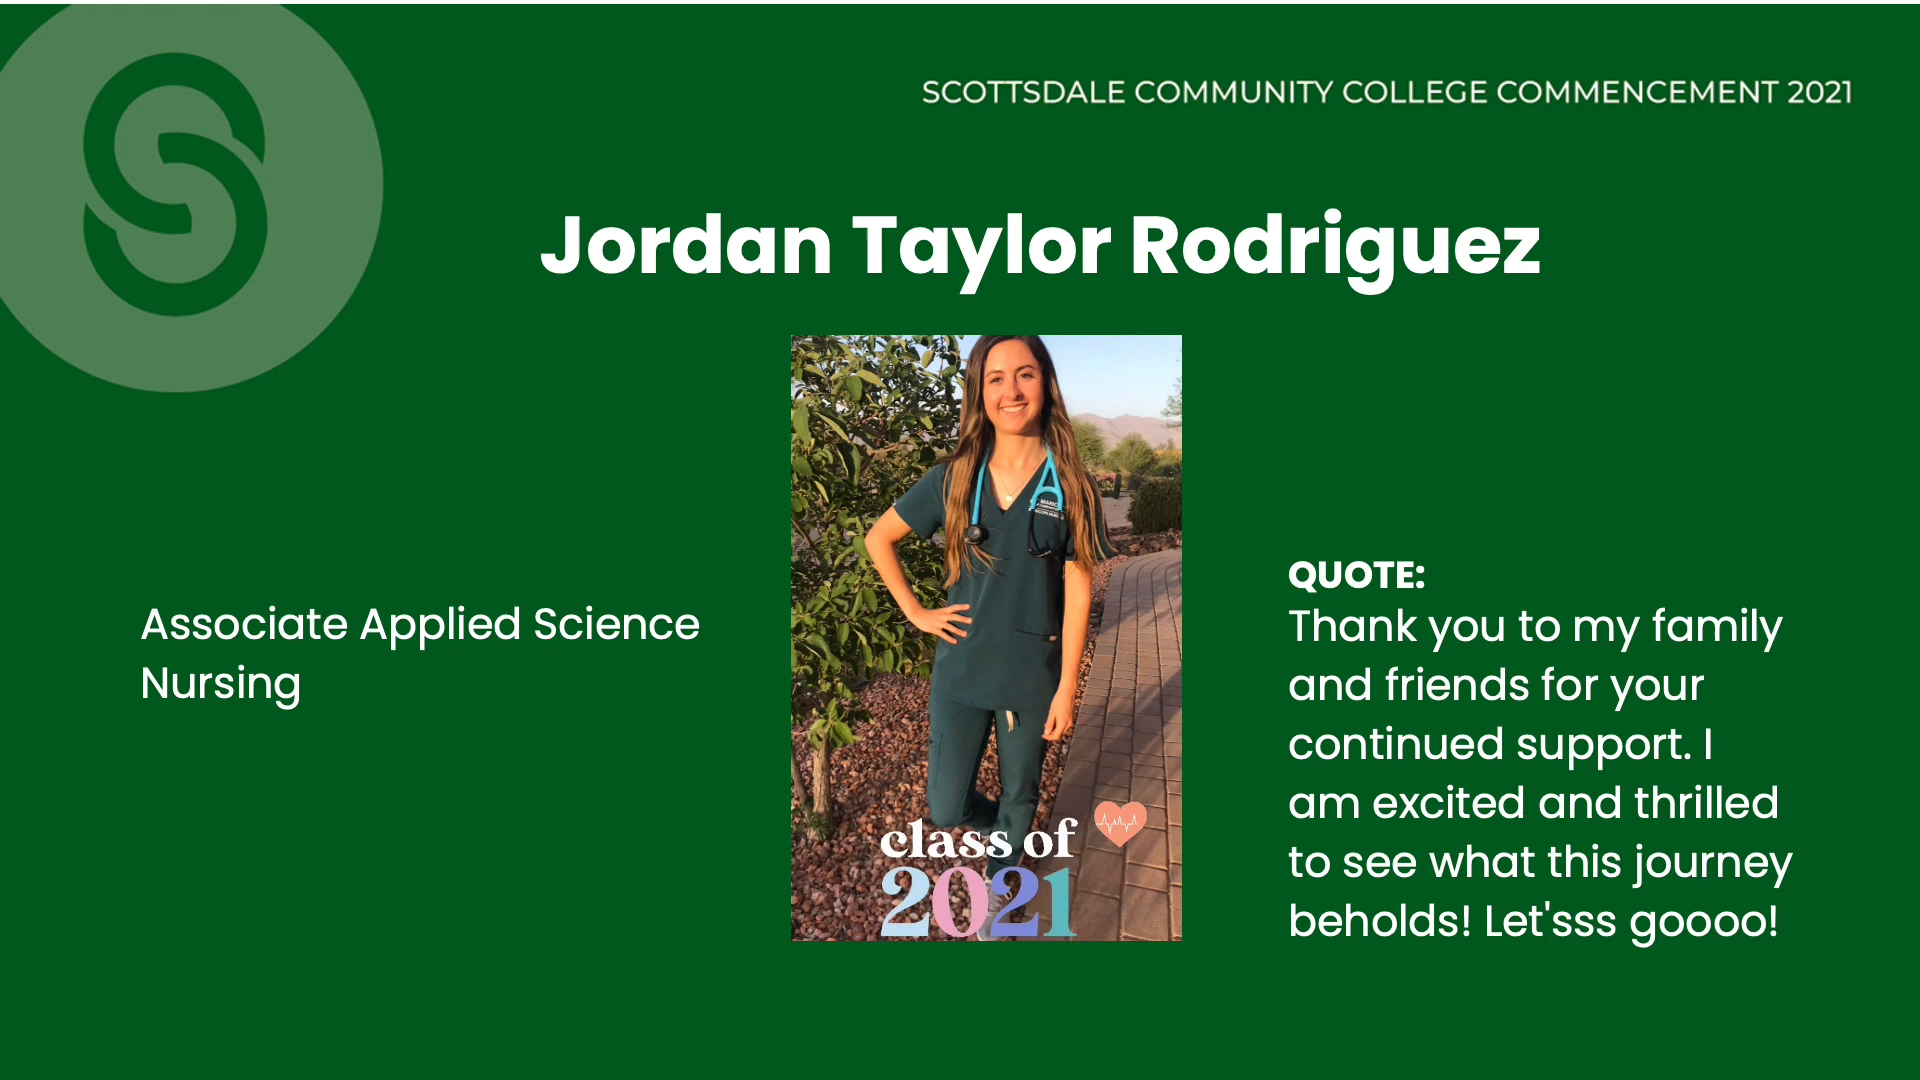 SCOTTSDALE COMMUNITY COLLEGE COMMENCEMENT 2021
Jordan Taylor Rodriguez
Associate Applied Science
Nursing
class of
2021
QUOTE:
Thank you to my family
and friends for your
continued support. I
am excited and thrilled
to see what this journey
beholds! Let'sss goooo!